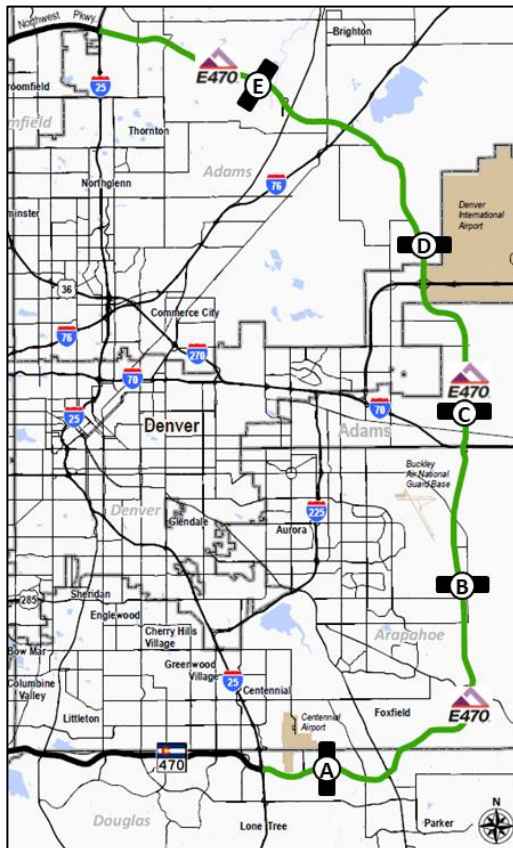 Northwest Pkwy.
Brighton
E470
E
25
roomfield
Thornton
mfield
Adams
Northglenn
76
minster
Denver
International
Airport
D
36
Commerce City
76
270
70
E470
25
C
70
Denver
Adams
Buckley
Air National
Guard Base
Denver
Glendale
225
Aurora
B
285
Sheridan
Englewood
Cherry Hills
Village
Arapahoe
Bow Mar
Greenwood
Village
Columbine
Valley
25
Centennial
E470
Littleton
Centennial
Airport
Foxfield
470
A
Douglas
Lone Tree
Parker
N